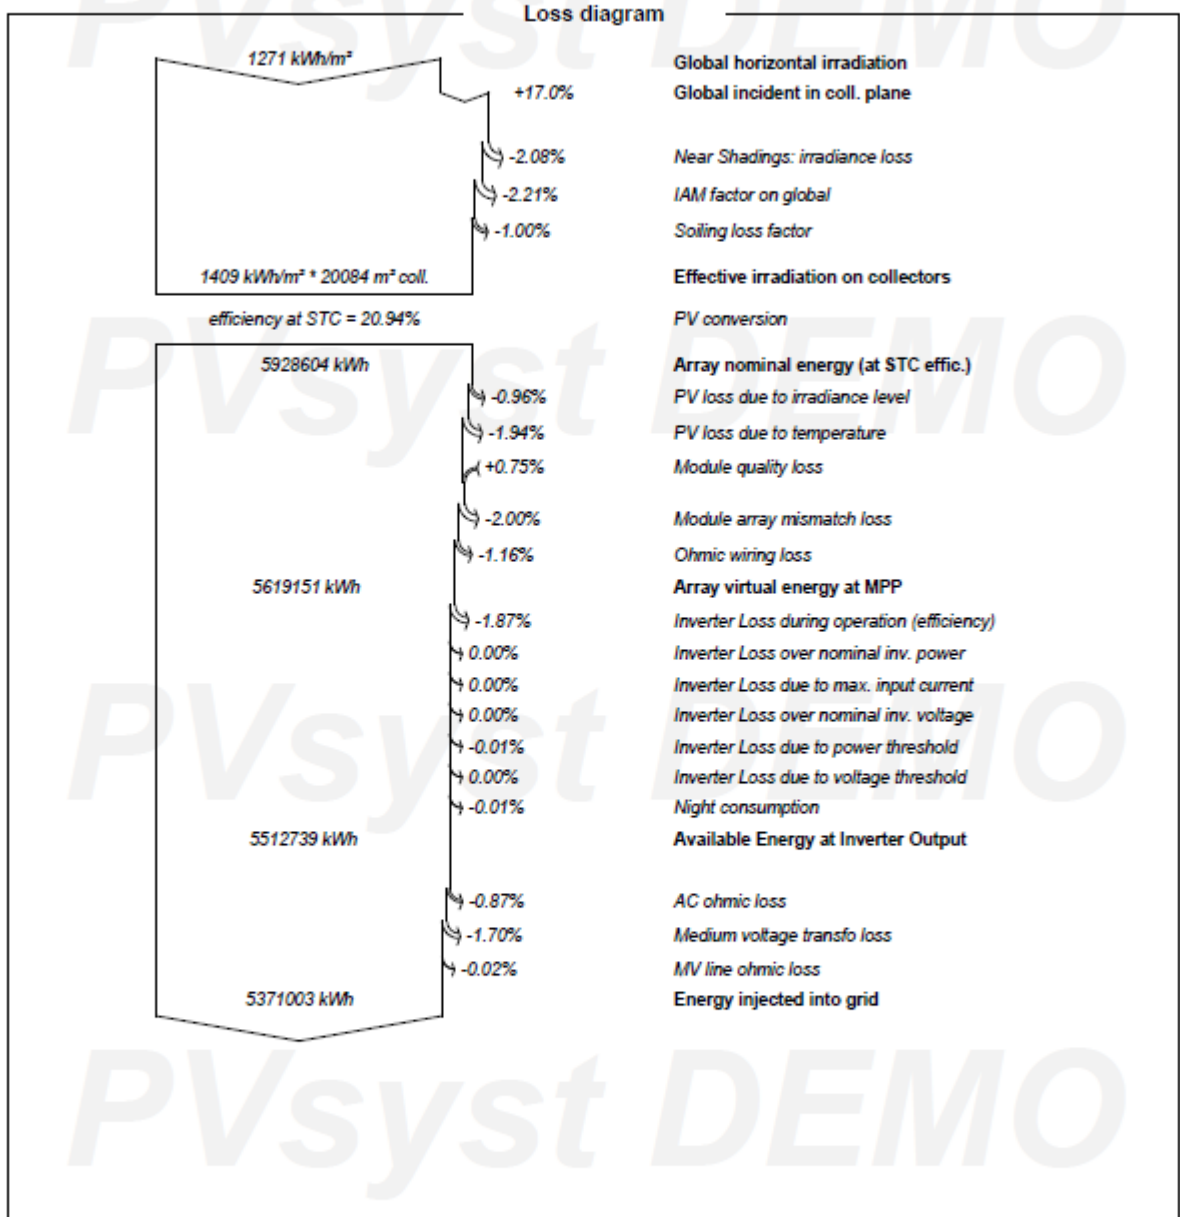 Loss diagram
1271 kWh/m² Global horizontal irradiation
+17.0% Global incident in coll. plane
-2.08% Near Shadings: irradiance loss
-2.21% IAM factor on global
-1.00% Soiling loss factor
1409 kWh/m² * 20084 m² coll. Effective irradiation on collectors
efficiency at STC = 20.94% PV conversion
5928604 kWh Array nominal energy (at STC effic.)
-0.96% PV loss due to irradiance level
-1.94% PV loss due to temperature
+0.75% Module quality loss
-2.00% Module array mismatch loss
-1.16% Ohmic wiring loss
5619151 kWh Array virtual energy at MPP
-1.87% Inverter Loss during operation (efficiency)
0.00% Inverter Loss over nominal inv. power
0.00% Inverter Loss due to max. input current
0.00% Inverter Loss over nominal inv. voltage
-0.01% Inverter Loss due to power threshold
0.00% Inverter Loss due to voltage threshold
-0.01% Night consumption
5512739 kWh Available Energy at Inverter Output
-0.87% AC ohmic loss
-1.70% Medium voltage transfo loss
-0.02% MV line ohmic loss
5371003 kWh Energy injected into grid
PVsyst DEMO
PVsyst DEMO
PVsyst DEMO
PVsyst DEMO